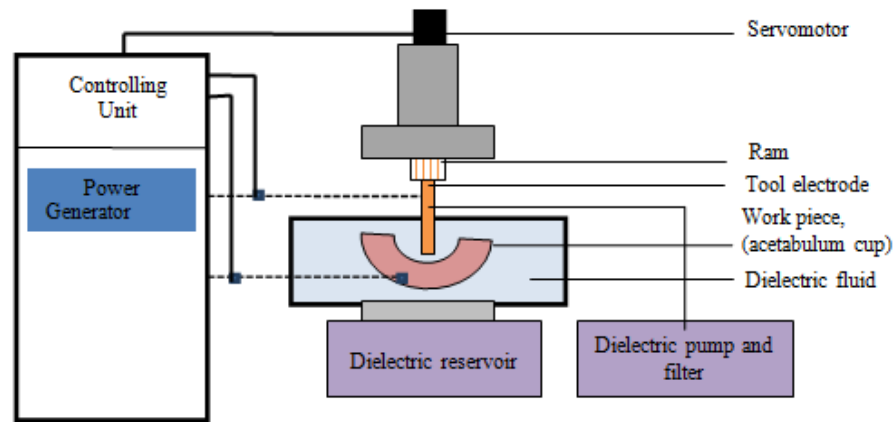 Servomotor
Controlling
Unit
Power
Generator
Ram
Tool electrode
Work piece,
(acetabulum cup)
Dielectric fluid
Dielectric reservoir
Dielectric pump and
filter